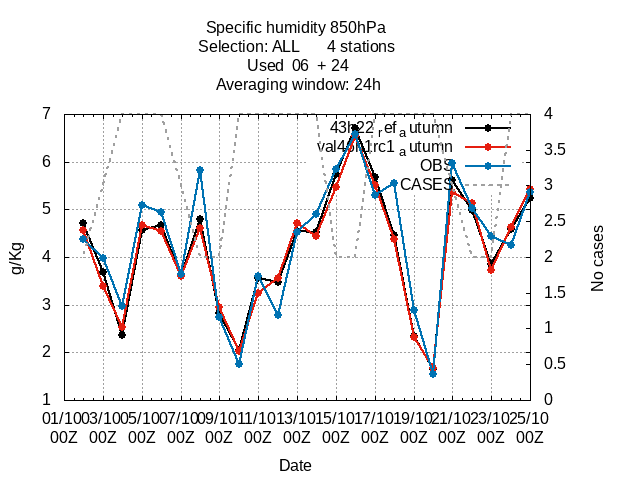 Specific humidity 850hPa
Selection: ALL 4 stations
Used 06 + 24
Averaging window: 24h
7 4
43h22_ref_autumn
3.5
6
OBS
CASES 3
5
2.5
4 2
g/Kg
No cases
1.5
3
1
2
0.5
1 0
01/10 03/10 05/10 07/10 09/10 11/10 13/10 15/10 17/10 19/10 21/10 23/10 25/10
00Z 00Z 00Z 00Z 00Z 00Z 00Z 00Z 00Z 00Z 00Z 00Z 00Z
Date